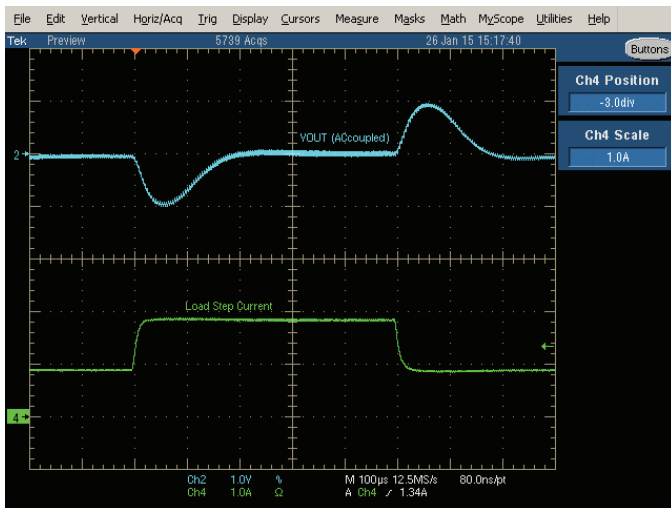 File Edit Vertical Horiz/Acq Trig Display Cursors Measure Masks Math MyScope Utilities Help
Tek Preview 5739 Acqs 26 Jan 15 15:17:40
Buttons
Ch4 Position
-3.0div
Ch4 Scale
1.0A
VOUT (ACcoupled)
2
Load Step Current
4
Ch2 1.0V M 100µs 12.5MS/s 80.0ns/pt
Ch4 1.0A Ω A Ch4 1.34A